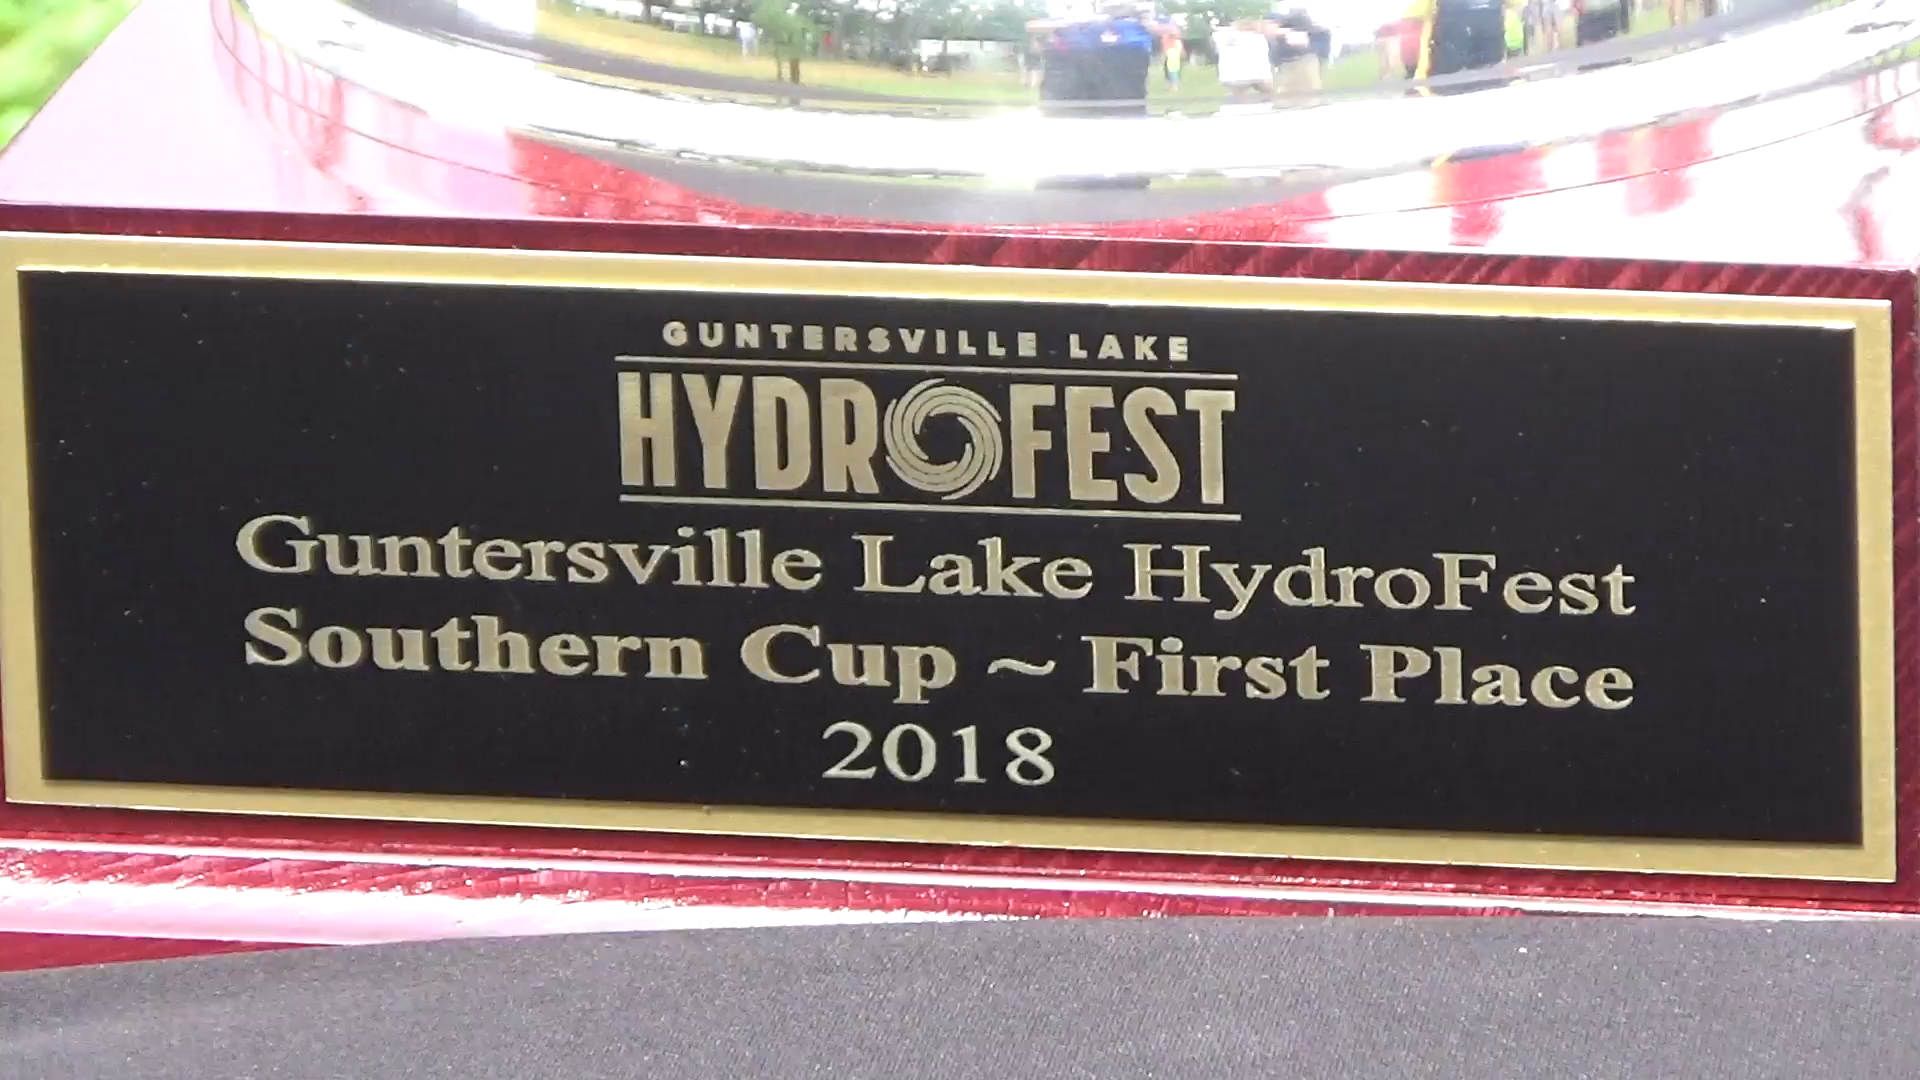 GUNTERSVILLE LAKE
HYDROFEST
Guntersville Lake HydroFest
Southern Cup ~ First Place
2018